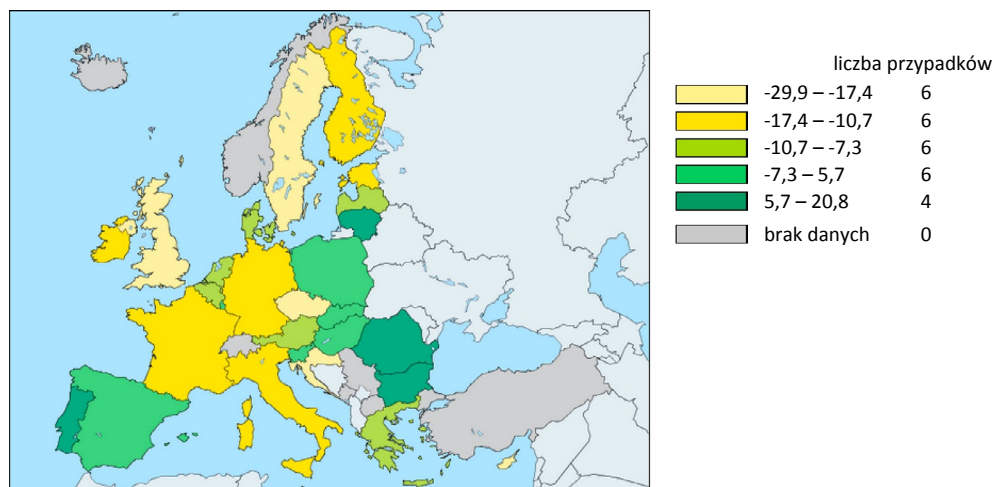 liczba przypadków
-29,9 – -17,4 6
-17,4 – -10,7 6
-10,7 – -7,3 6
-7,3 – 5,7 6
5,7 – 20,8 4
brak danych 0